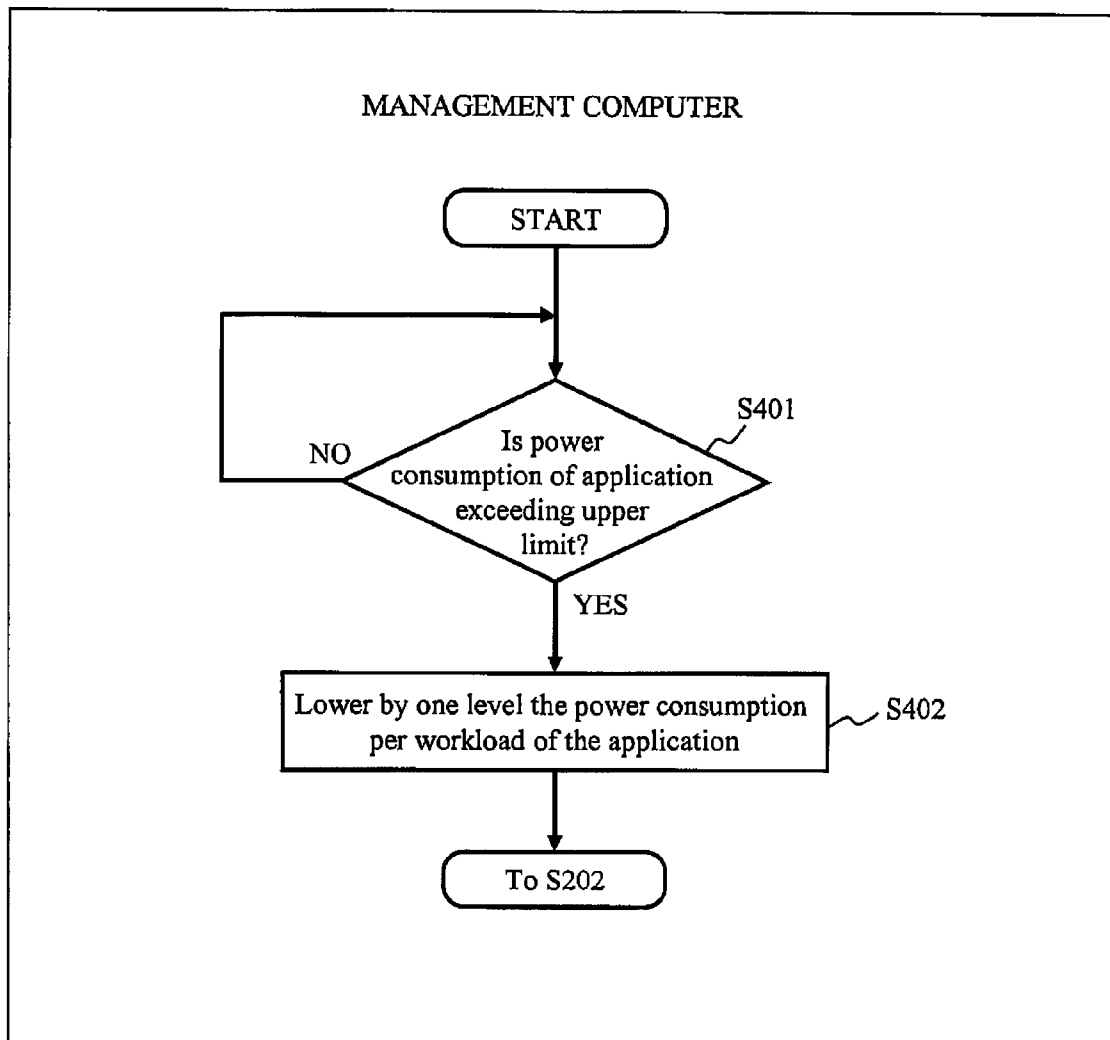 MANAGEMENT COMPUTER
START
S401
NO
Is power
consumption of application
exceeding upper
limit?
YES
Lower by one level the power consumption
per workload of the application
S402
To S202